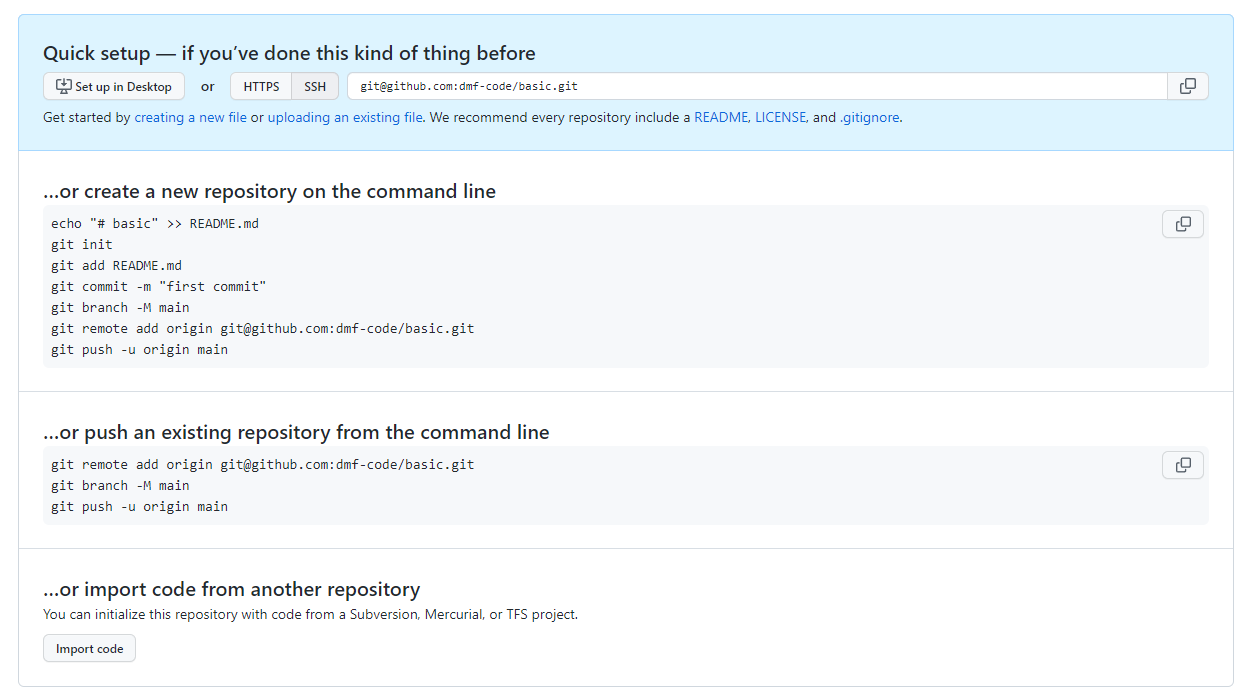 Quick setup — if you’ve done this kind of thing before
Set up in Desktop or HTTPS SSH git@github.com:dmf-code/basic.git
Get started by creating a new file or uploading an existing file. We recommend every repository include a README, LICENSE, and .gitignore.
…or create a new repository on the command line
echo "# basic" >> README.md
git init
git add README.md
git commit -m "first commit"
git branch -M main
git remote add origin git@github.com:dmf-code/basic.git
git push -u origin main
…or push an existing repository from the command line
git remote add origin git@github.com:dmf-code/basic.git
git branch -M main
git push -u origin main
…or import code from another repository
You can initialize this repository with code from a Subversion, Mercurial, or TFS project.
Import code